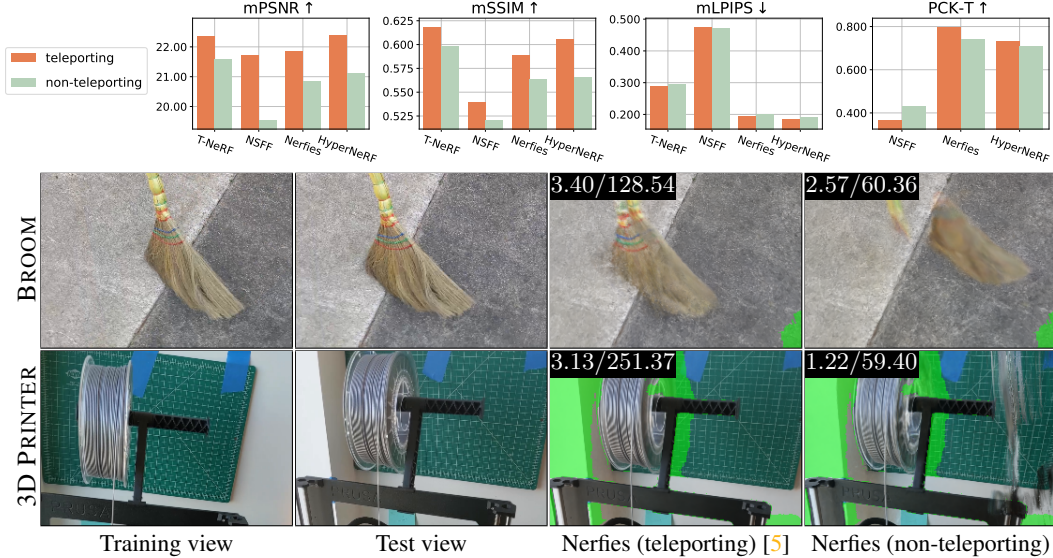 mPSNR ↑
mSSIM ↑
mLPIPS ↓
PCK-T ↑
teleporting
non-teleporting
22.00
21.00
20.00
T-NeRF
NSFF
Nerfies
HyperNeRF
0.625
0.600
0.575
0.550
0.525
T-NeRF
NSFF
Nerfies
HyperNeRF
0.500
0.400
0.300
0.200
T-NeRF
NSFF
Nerfies
HyperNeRF
0.800
0.600
0.400
NSFF
Nerfies
HyperNeRF
BROOM
3.40/128.54
2.57/60.36
3D PRINTER
3.13/251.37
1.22/59.40
Training view
Test view
Nerfies (teleporting) [5]
Nerfies (non-teleporting)